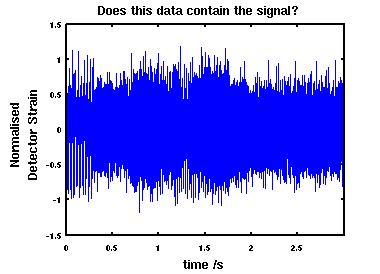 Does this data contain the signal?
1.5
1
0.5
0
-0.5
-1
-1.5
Normalised
Detector Strain
0 0.5 1 1.5 2 2.5
time /s